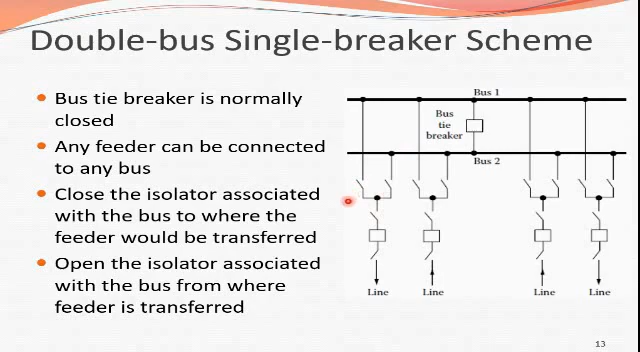 Double-bus Single-breaker Scheme
Bus tie breaker is normally
closed
Any feeder can be connected
to any bus
Close the isolator associated
with the bus to where the
feeder would be transferred
Open the isolator associated
with the bus from where
feeder is transferred
Bus 1
Bus
tie
breaker
Bus 2
Line
Line
Line
Line
13